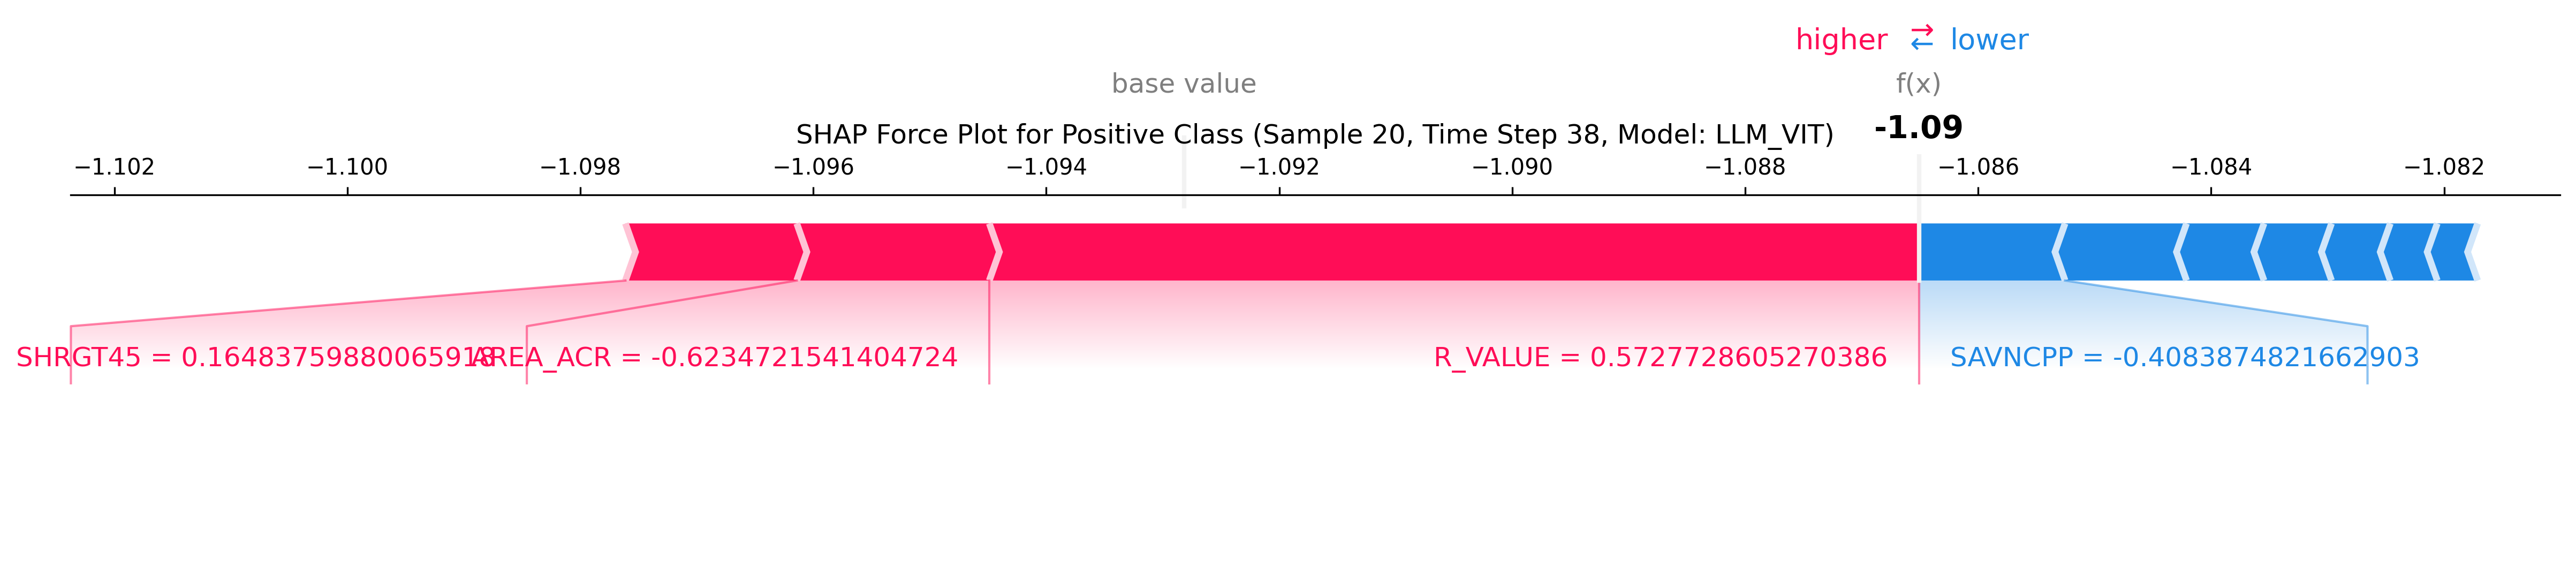 higher ⇄ lower
base value f(x)
SHAP Force Plot for Positive Class (Sample 20, Time Step 38, Model: LLM_VIT) -1.09
−1.102 −1.100 −1.098 −1.096 −1.094 −1.092 −1.090 −1.088 −1.086 −1.084 −1.082
SHRGT45 = 0.16483759880065918 AREA_ACR = -0.6234721541404724 R_VALUE = 0.5727728605270386 SAVNCPP = -0.4083874821662903